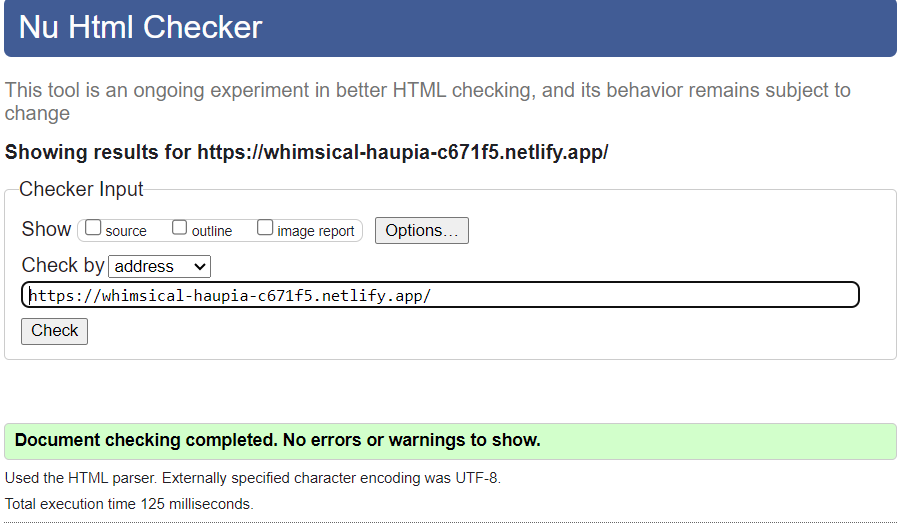 Nu Html Checker
This tool is an ongoing experiment in better HTML checking, and its behavior remains subject to
change
Showing results for https://whimsical-haupia-c671f5.netlify.app/
Checker Input
Show source outline image report Options...
Check by address
https://whimsical-haupia-c671f5.netlify.app/
Check
Document checking completed. No errors or warnings to show.
Used the HTML parser. Externally specified character encoding was UTF-8.
Total execution time 125 milliseconds.